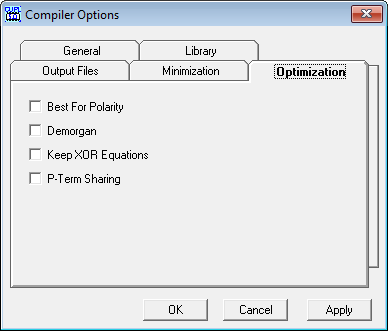 Compiler Options
General
Library
Output Files
Minimization
Optimization
Best For Polarity
Demorgan
Keep XOR Equations
P-Term Sharing
OK
Cancel
Apply